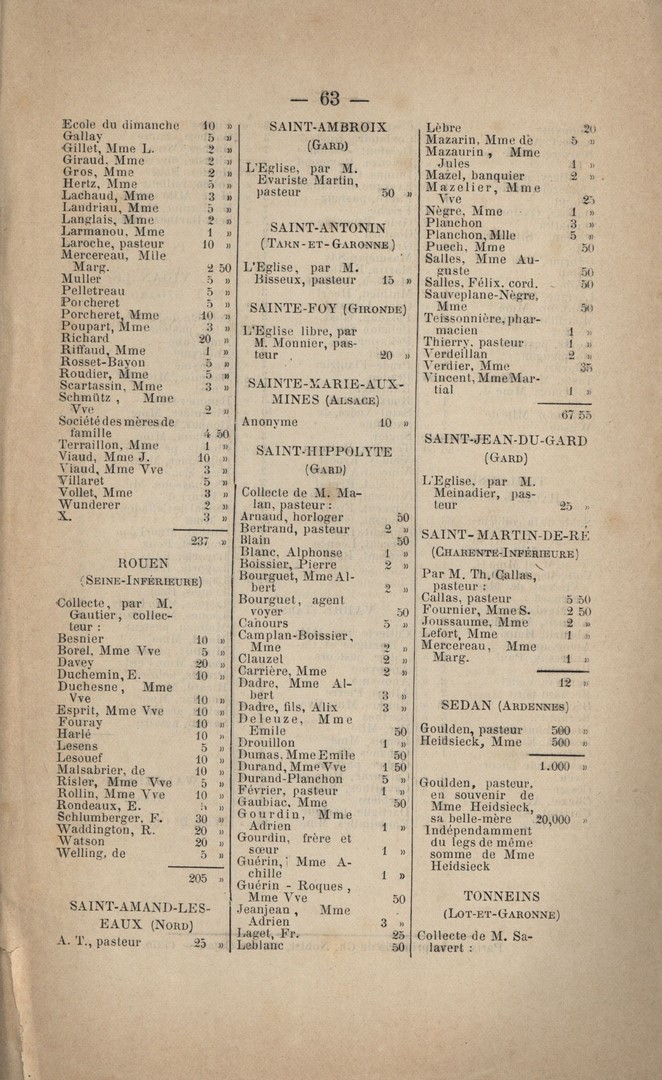 — 63 —
Ecole du dimanche 10 »
Gallay 5 »
Gillet, Mme L. 2 »
Giraud, Mme 2 »
Gros, Mme 2 »
Hertz, Mme 5 »
Lachaud, Mme 3 »
Landriau, Mme 5 »
Langlais, Mme 2 »
Larmanou, Mme 1 »
Laroche, pasteur 10 »
Mercereau, Mlle
Marg. 2 50
Muller 5 »
Pelletreau 5 »
Porcheret 5 »
Porcheret, Mme 10 »
Poupart, Mme 3 »
Richard 20 »
Riffaud, Mme 1 »
Rosset-Bayon 5 »
Roudier, Mme 5 »
Scartassin, Mme 3 »
Schmütz, Mme
Vve 2 »
Société des mères de
famille 4 50
Terraillon, Mme 1 »
Viaud, Mme J. 10 »
Viaud, Mme Vve 3 »
Villaret 5 »
Vollet, Mme 3 »
Wunderer 2 »
X. 3 »
237 »
ROUEN
(SEINE-INFÉRIEURE)
Collecte, par M.
Gautier, collec-
teur :
Besnier 10 »
Borel, Mme Vve 5 »
Davey 20 »
Duchemin, E. 10 »
Duchesne, Mme
Vve 10 »
Esprit, Mme Vve 10 »
Fouray 10 »
Harlé 10 »
Lesens 5 »
Lesouef 10 »
Malsabrier, de 10 »
Risler, Mme Vve 5 »
Rollin, Mme Vve 10 »
Rondeaux, E. 5 »
Schlumberger, F. 30 »
Waddington, R. 20 »
Watson 20 »
Welling, de 5 »
205 »
SAINT-AMAND-LES-
EAUX (NORD)
A. T., pasteur 25 »
SAINT-AMBROIX
(GARD)
L'Eglise, par M.
Evariste Martin,
pasteur 50 »
SAINT-ANTONIN
(TARN-ET-GARONNE)
L'Eglise, par M.
Bisseux, pasteur 15 »
SAINTE-FOY (GIRONDE)
L'Eglise libre, par
M. Monnier, pas-
teur 20 »
SAINTE-MARIE-AUX-
MINES (ALSACE)
Anonyme 10 »
SAINT-HIPPOLYTE
(GARD)
Collecte de M. Ma-
lan, pasteur :
Arnaud, horloger 50
Bertrand, pasteur 2 »
Blain 50
Blanc, Alphonse 1 »
Boissier, Pierre 2 »
Bourguet, Mme Al-
bert 2 »
Bourguet, agent
voyer 50
Canours 5 »
Camplan-Boissier,
Mme 2 »
Clauzel 2 »
Carrière, Mme 2 »
Dadre, Mme Al-
bert 3 »
Dadre, fils, Alix 3 »
Deleuze, Mme
Emile 50
Drouillon 1 »
Dumas, Mme Emile 50
Durand, Mme Vve 1 50
Durand-Planchon 5 »
Février, pasteur 1 »
Gaubiac, Mme 50
Gourdin, Mme
Adrien 1 »
Gourdin, frère et
sœur 1 »
Guérin, Mme A-
chille 1 »
Guérin - Roques,
Mme Vve 50
Jeanjean, Mme
Adrien 3 »
Laget, Fr. 25
Leblanc 50
Lèbre 20
Mazarin, Mme de 5 »
Mazaurin, Mme
Jules 1 »
Mazel, banquier 2 »
Mazelier, Mme
Vve 25
Nègre, Mme 1 »
Planchon 3 »
Planchon, Mlle 5 »
Puech, Mme 50
Salles, Mme Au-
guste 50
Salles, Félix, cord. 50
Sauveplane-Nègre,
Mme 50
Teissonnière, phar-
macien 1 »
Thierry, pasteur 1 »
Verdeillan 2 »
Verdier, Mme 35
Vincent, Mme Mar-
tial 1 »
67 55
SAINT-JEAN-DU-GARD
(GARD)
L'Eglise, par M.
Meinadier, pas-
teur 25 »
SAINT-MARTIN-DE-RÉ
(CHARENTE-INFÉRIEURE)
Par M. Th. Callas,
pasteur :
Callas, pasteur 5 50
Fournier, Mme S. 2 50
Joussaume, Mme 2 »
Lefort, Mme 1 »
Mercereau, Mme
Marg. 1 »
12 »
SEDAN (ARDENNES)
Goulden, pasteur 500 »
Heidsieck, Mme 500 »
1.000 »
Goulden, pasteur,
en souvenir de
Mme Heidsieck,
sa belle-mère 20,000 »
Indépendamment
du legs de même
somme de Mme
Heidsieck
TONNEINS
(LOT-ET-GARONNE)
Collecte de M. Sa-
lavert :